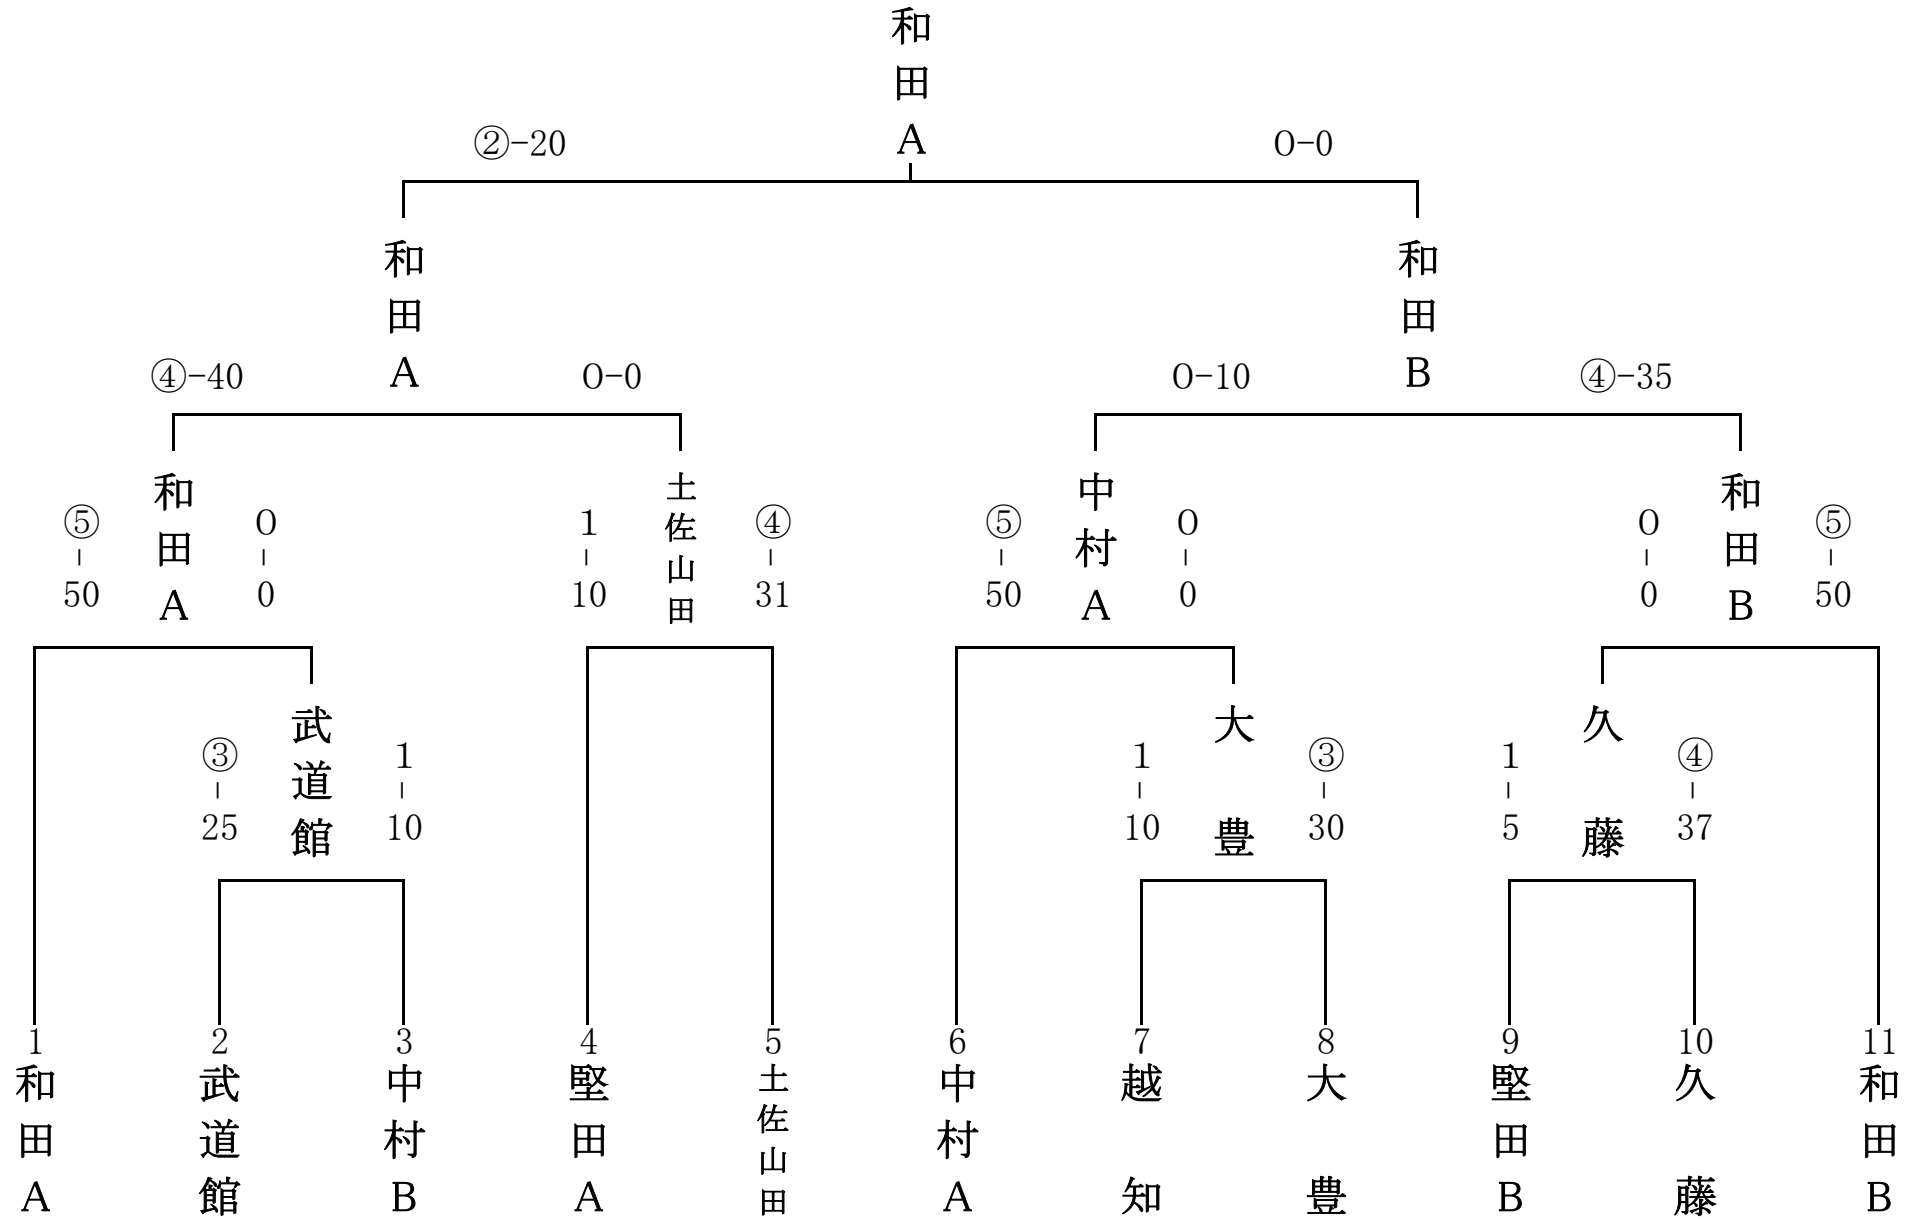 和田A
②-20
0-0
和田A
和田B
④-40
0-0
0-10
④-35
和田A
土佐山田
中村A
和田B
⑤-50
0-0
1-10
④-31
⑤-50
0-0
0-0
⑤-50
武道館
大豊
久藤
③-25
1-10
1-10
③-30
1-5
④-37
1 和田A
2 武道館
3 中村B
4 堅田A
5 土佐山田
6 中村A
7 越知
8 大豊
9 堅田B
10 久藤
11 和田B